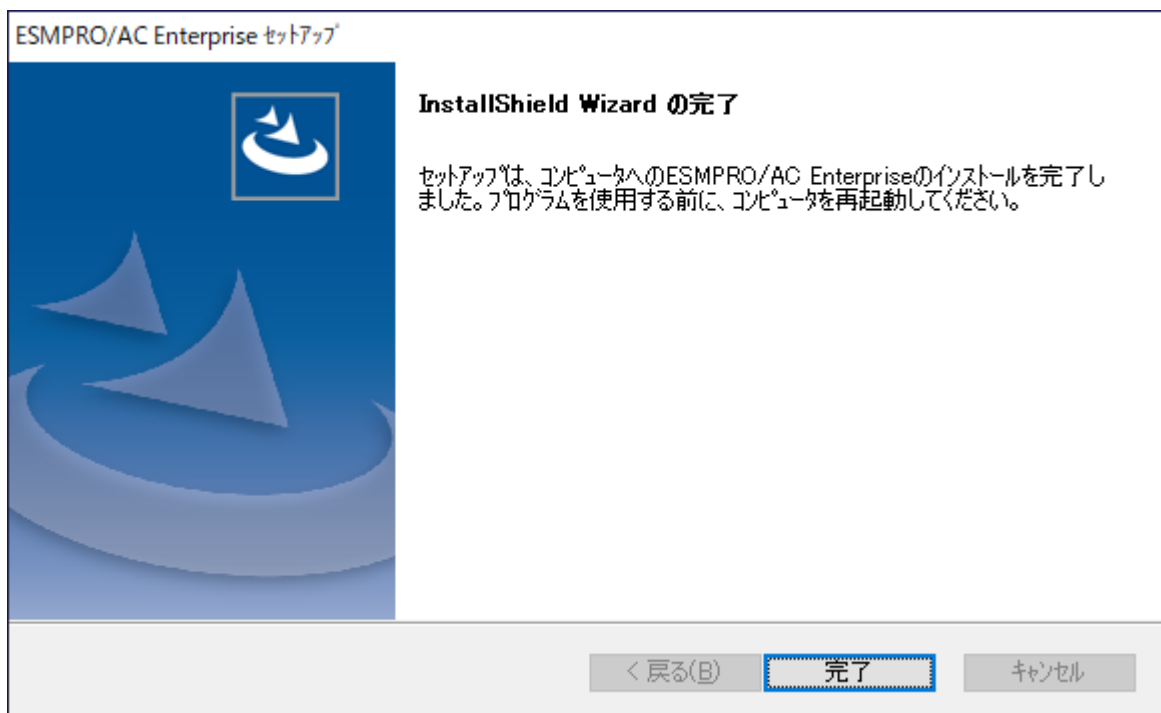 ESMPRO/AC Enterprise ｾｯﾄｱｯﾌﾟ
InstallShield Wizard の完了
ｾｯﾄｱｯﾌﾟは、ｺﾝﾋﾟｭｰﾀへのESMPRO/AC Enterpriseのインストールを完了し
ました。ﾌﾟﾛｸﾞﾗﾑを使用する前に、ｺﾝﾋﾟｭｰﾀを再起動してください。
< 戻る(B)
完了
ｷｬﾝｾﾙ